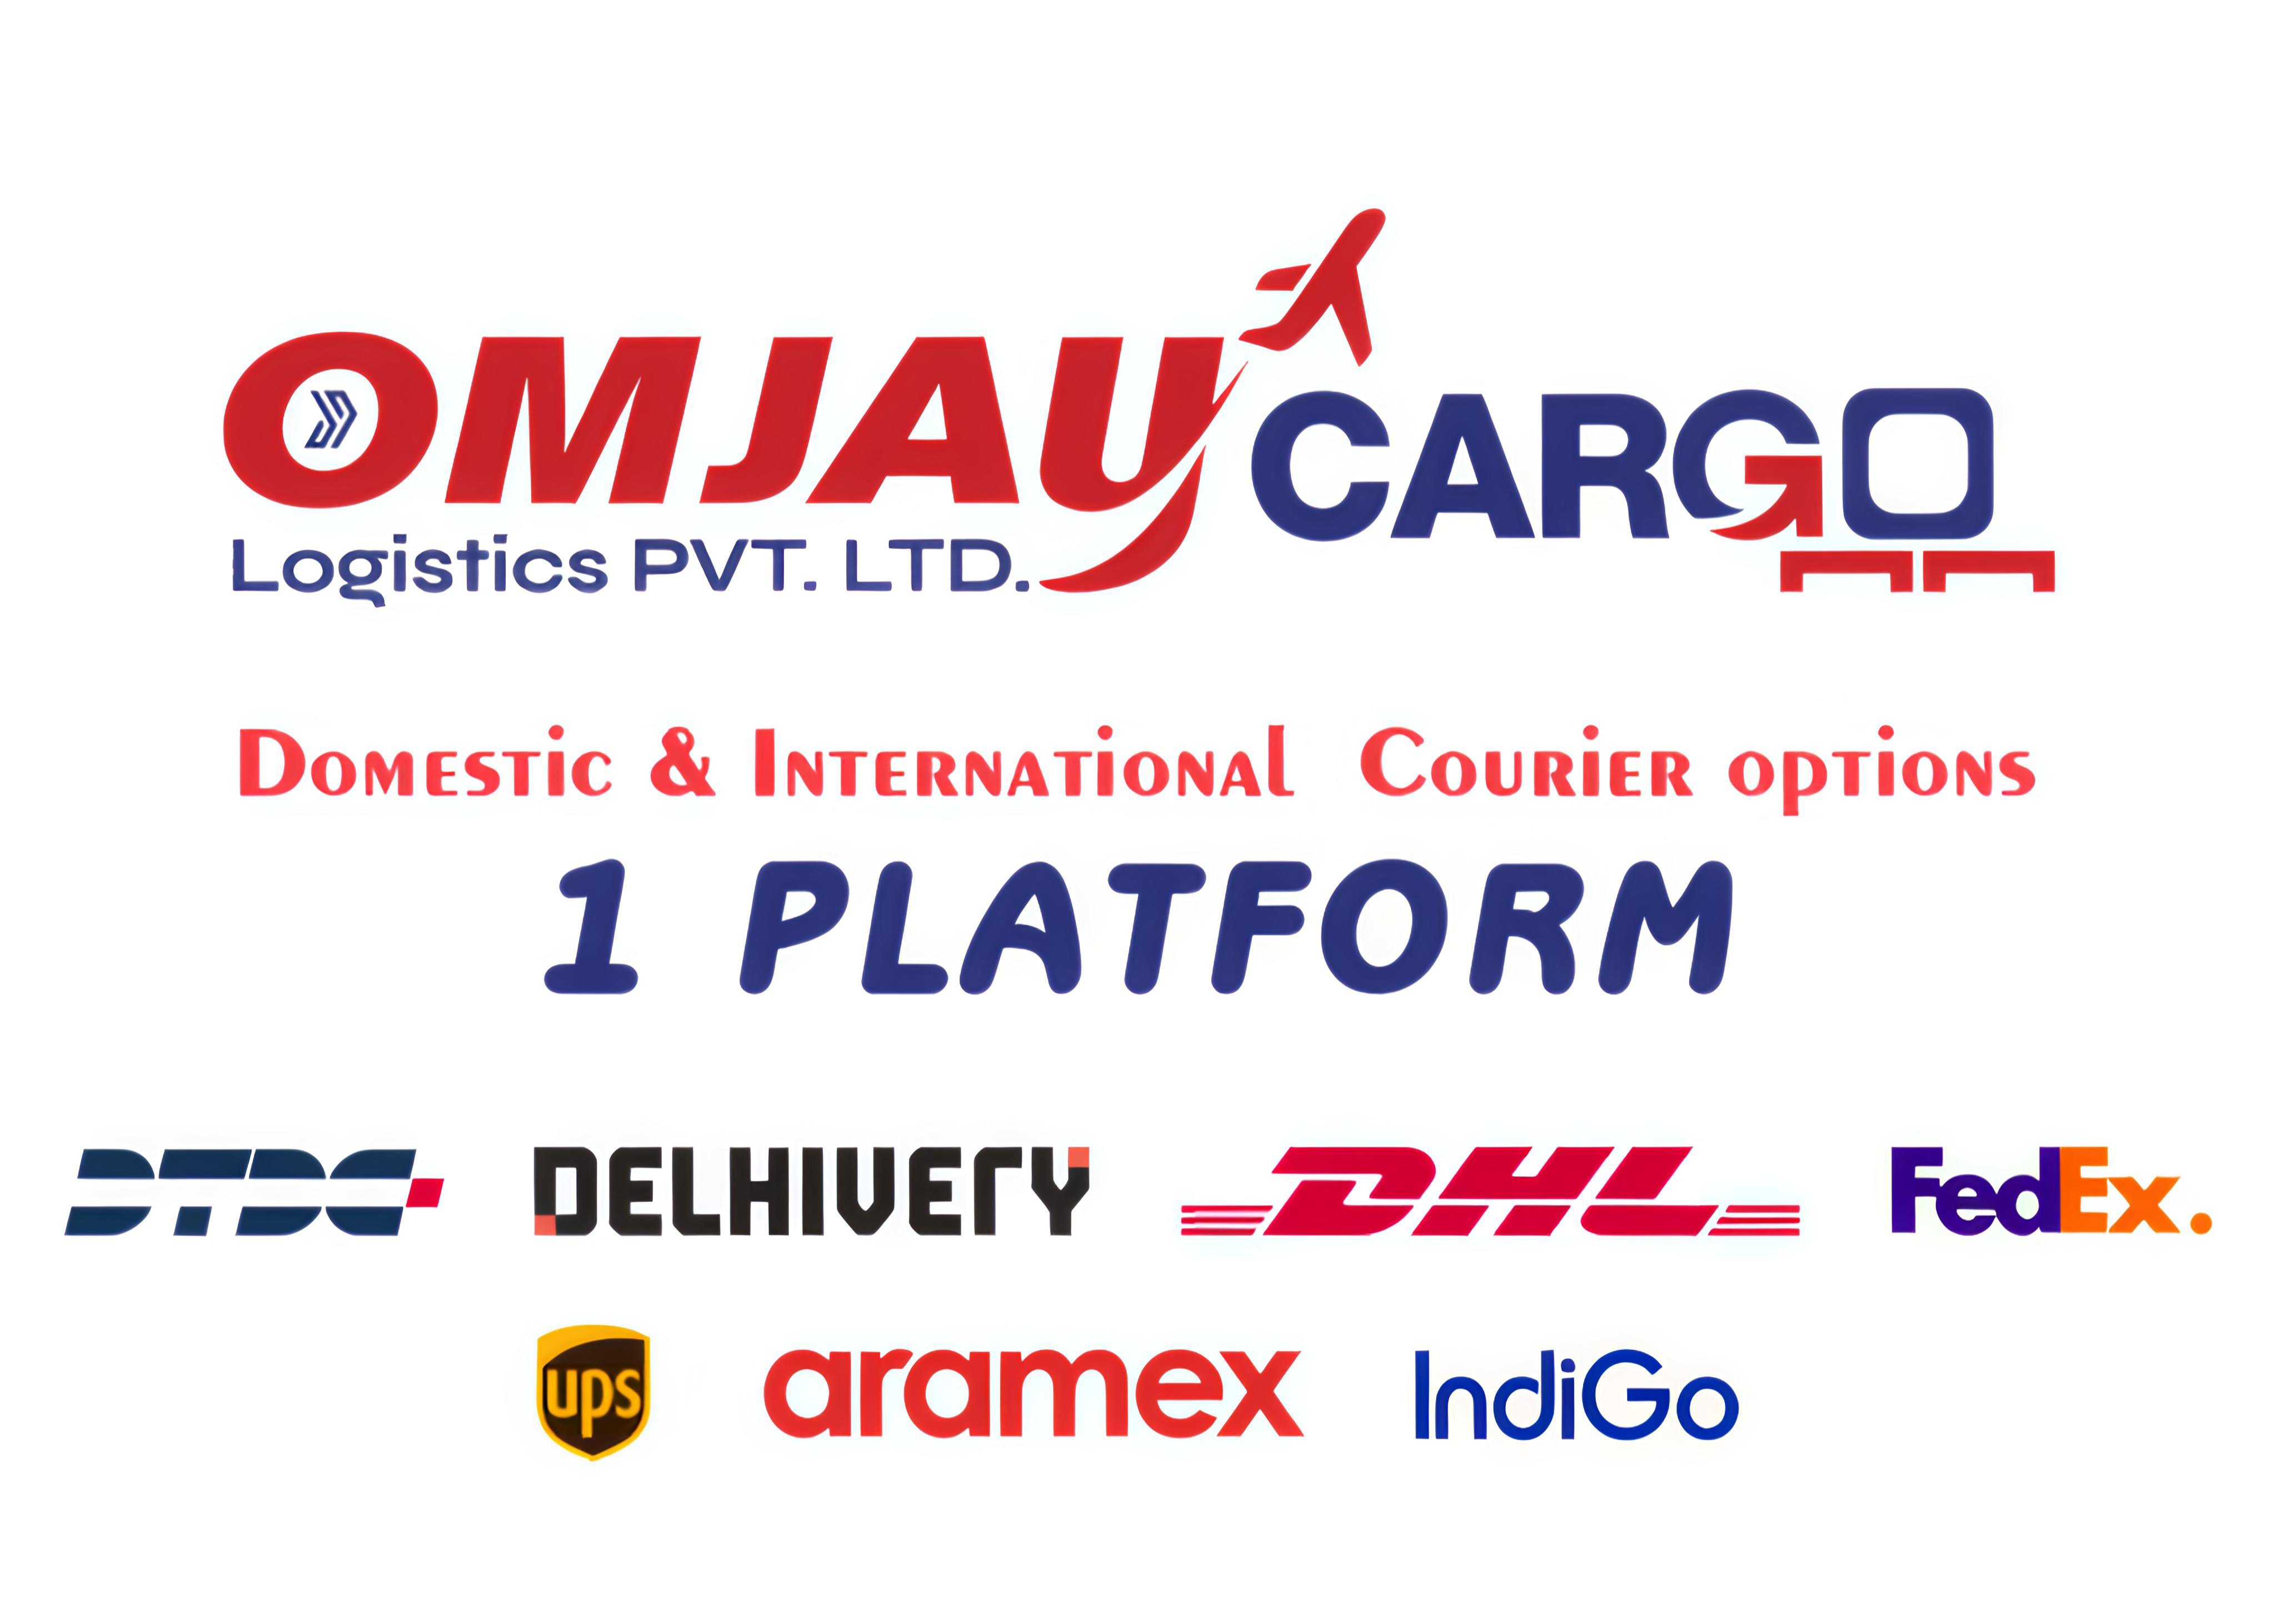 OMJAY CARGO
Logistics PVT. LTD.
Domestic & International Courier options
1 PLATFORM
DTDC DELHIVERY DHL FedEx.
ups aramex IndiGo